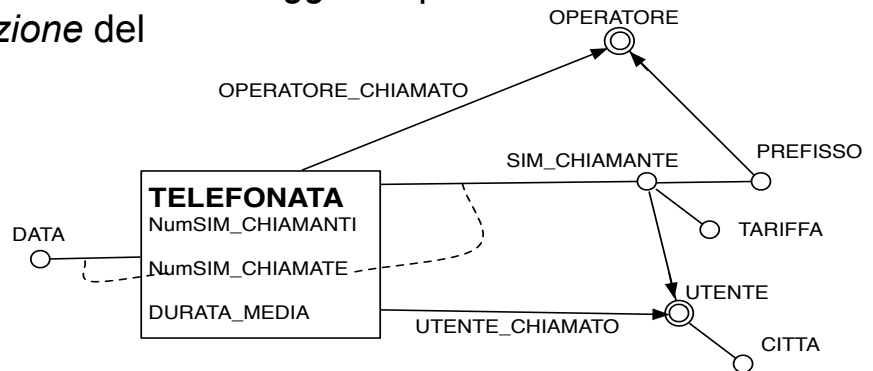 zione del
OPERATORE
OPERATORE_CHIAMATO
SIM_CHIAMANTE
PREFISSO
TELEFONATA
NumSIM_CHIAMANTI
DATA
TARIFFA
NumSIM_CHIAMATE
UTENTE
DURATA_MEDIA
UTENTE_CHIAMATO
CITTA